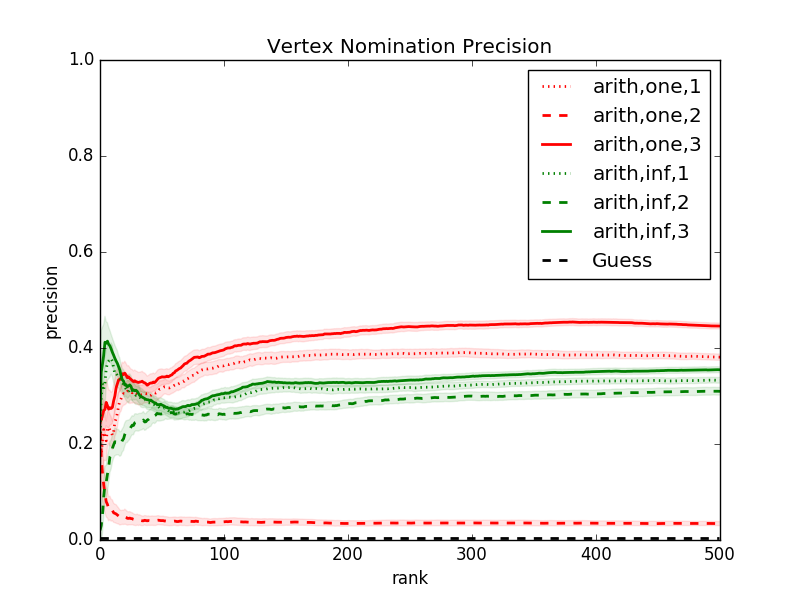 Vertex Nomination Precision
1.0
0.8
0.6
0.4
0.2
0.0
precision
arith,one,1
arith,one,2
arith,one,3
arith,inf,1
arith,inf,2
arith,inf,3
Guess
0 100 200 300 400 500
rank